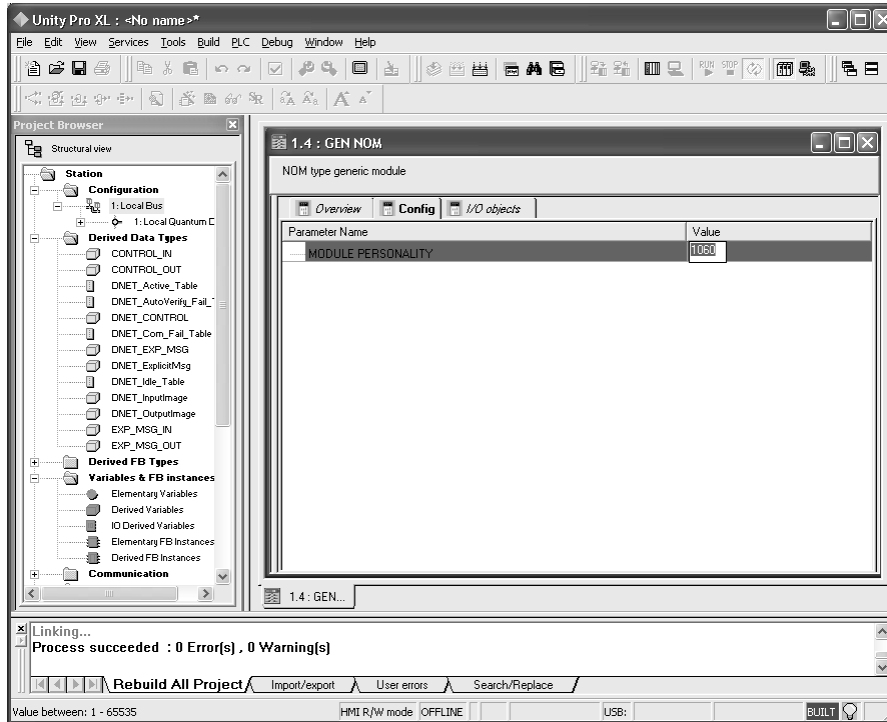 Unity Pro XL : <No name>*
File Edit View Services Tools Build PLC Debug Window Help
RUN STOP
Project Browser
Structural view
Station
Configuration
1: Local Bus
1: Local Quantum D
Derived Data Types
CONTROL_IN
CONTROL_OUT
DNET_Active_Table
DNET_AutoVerify_Fail_
DNET_CONTROL
DNET_Com_Fail_Table
DNET_EXP_MSG
DNET_ExplicitMsg
DNET_Idle_Table
DNET_InputImage
DNET_OutputImage
EXP_MSG_IN
EXP_MSG_OUT
Derived FB Types
Variables & FB instances
Elementary Variables
Derived Variables
IO Derived Variables
Elementary FB Instances
Derived FB Instances
Communication
1.4 : GEN NOM
NOM type generic module
Overview Config I/O objects
Parameter Name Value
MODULE PERSONALITY 1060
1.4 : GEN...
Linking...
Process succeeded : 0 Error(s) , 0 Warning(s)
Rebuild All Project Import/export User errors Search/Replace
Value between: 1 - 65535 HMI R/W mode OFFLINE USB: BUILT